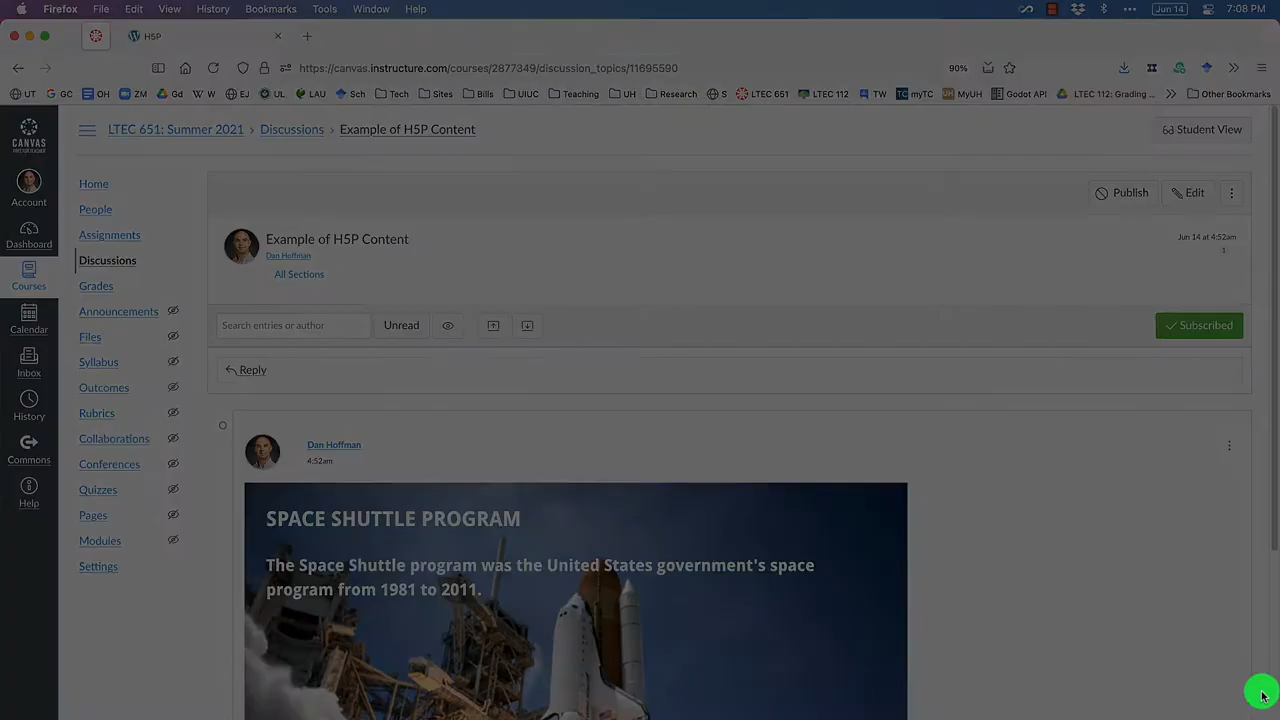 Firefox File Edit View History Bookmarks Tools Window Help Jun 14 7:08 PM
H5P
https://canvas.instructure.com/courses/2877349/discussion_topics/11695590 90%
UT GC OH ZM Gd W EJ UL LAU Sch Tech Sites Bills UIUC Teaching UH Research S LTEC 651 LTEC 112 TW myTC MyUH Godot API LTEC 112: Grading ... Other Bookmarks
CANVAS
LTEC 651: Summer 2021 › Discussions › Example of H5P Content
Student View
Account
Dashboard
Courses
Calendar
Inbox
History
Commons
Help
Home
People
Assignments
Discussions
Grades
Announcements
Files
Syllabus
Outcomes
Rubrics
Collaborations
Conferences
Quizzes
Pages
Modules
Settings
Publish Edit
Example of H5P Content
Dan Hoffman
All Sections
Jun 14 at 4:52am
1
Search entries or author Unread Subscribed
Reply
Dan Hoffman
4:52am
SPACE SHUTTLE PROGRAM
The Space Shuttle program was the United States government's space
program from 1981 to 2011.